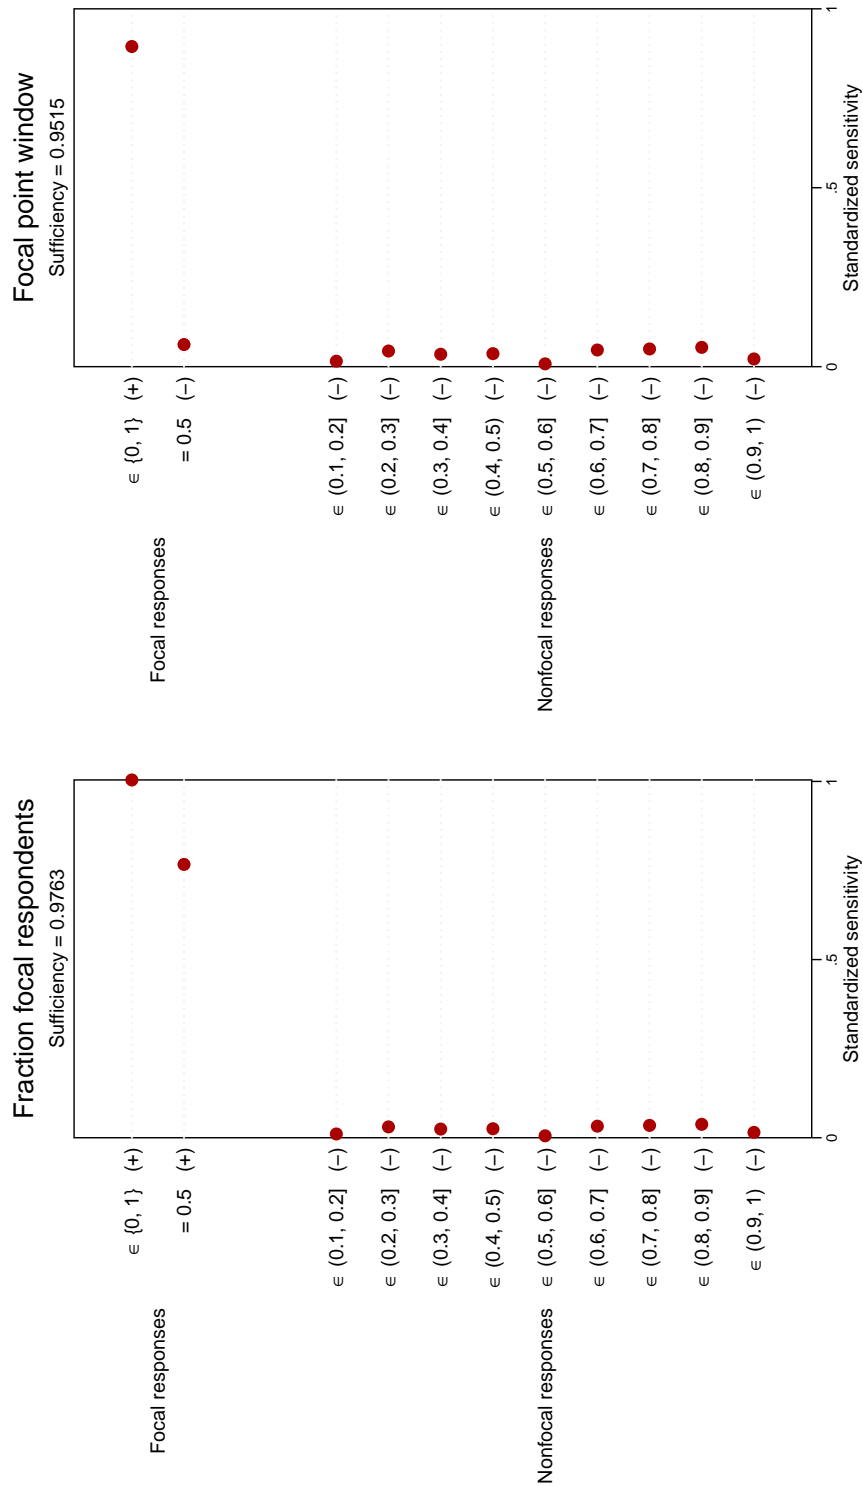 Fraction focal respondents
Sufficiency = 0.9763
Focal responses
∈ {0, 1} (+)
= 0.5 (+)
Nonfocal responses
∈ (0.1, 0.2] (−)
∈ (0.2, 0.3] (−)
∈ (0.3, 0.4] (−)
∈ (0.4, 0.5) (−)
∈ (0.5, 0.6] (−)
∈ (0.6, 0.7] (−)
∈ (0.7, 0.8] (−)
∈ (0.8, 0.9] (−)
∈ (0.9, 1) (−)
0 .5 1
Standardized sensitivity
Focal point window
Sufficiency = 0.9515
Focal responses
∈ {0, 1} (+)
= 0.5 (−)
Nonfocal responses
∈ (0.1, 0.2] (−)
∈ (0.2, 0.3] (−)
∈ (0.3, 0.4] (−)
∈ (0.4, 0.5) (−)
∈ (0.5, 0.6] (−)
∈ (0.6, 0.7] (−)
∈ (0.7, 0.8] (−)
∈ (0.8, 0.9] (−)
∈ (0.9, 1) (−)
0 .5 1
Standardized sensitivity